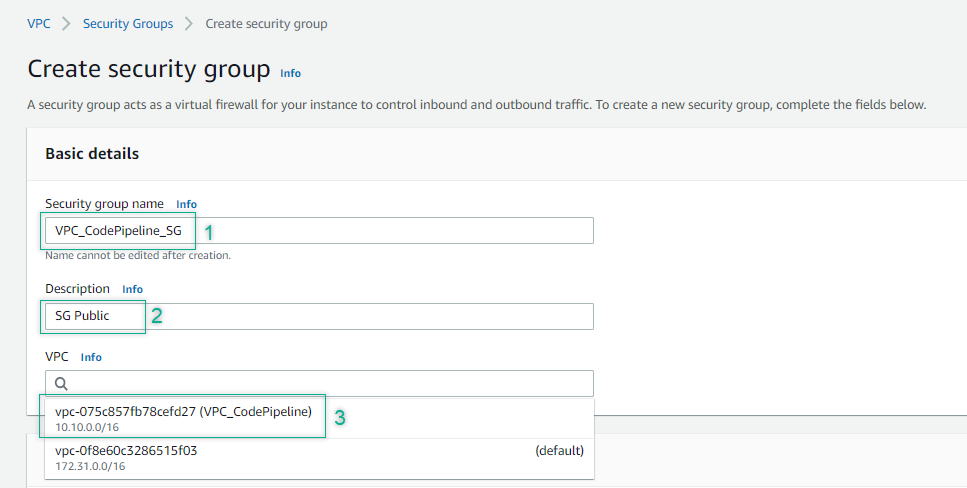 VPC > Security Groups > Create security group
Create security group Info
A security group acts as a virtual firewall for your instance to control inbound and outbound traffic. To create a new security group, complete the fields below.
Basic details
Security group name Info
VPC_CodePipeline_SG 1
Name cannot be edited after creation.
Description Info
SG Public 2
VPC Info
vpc-075c857fb78cefd27 (VPC_CodePipeline) 3
10.10.0.0/16
vpc-0f8e60c3286515f03 (default)
172.31.0.0/16